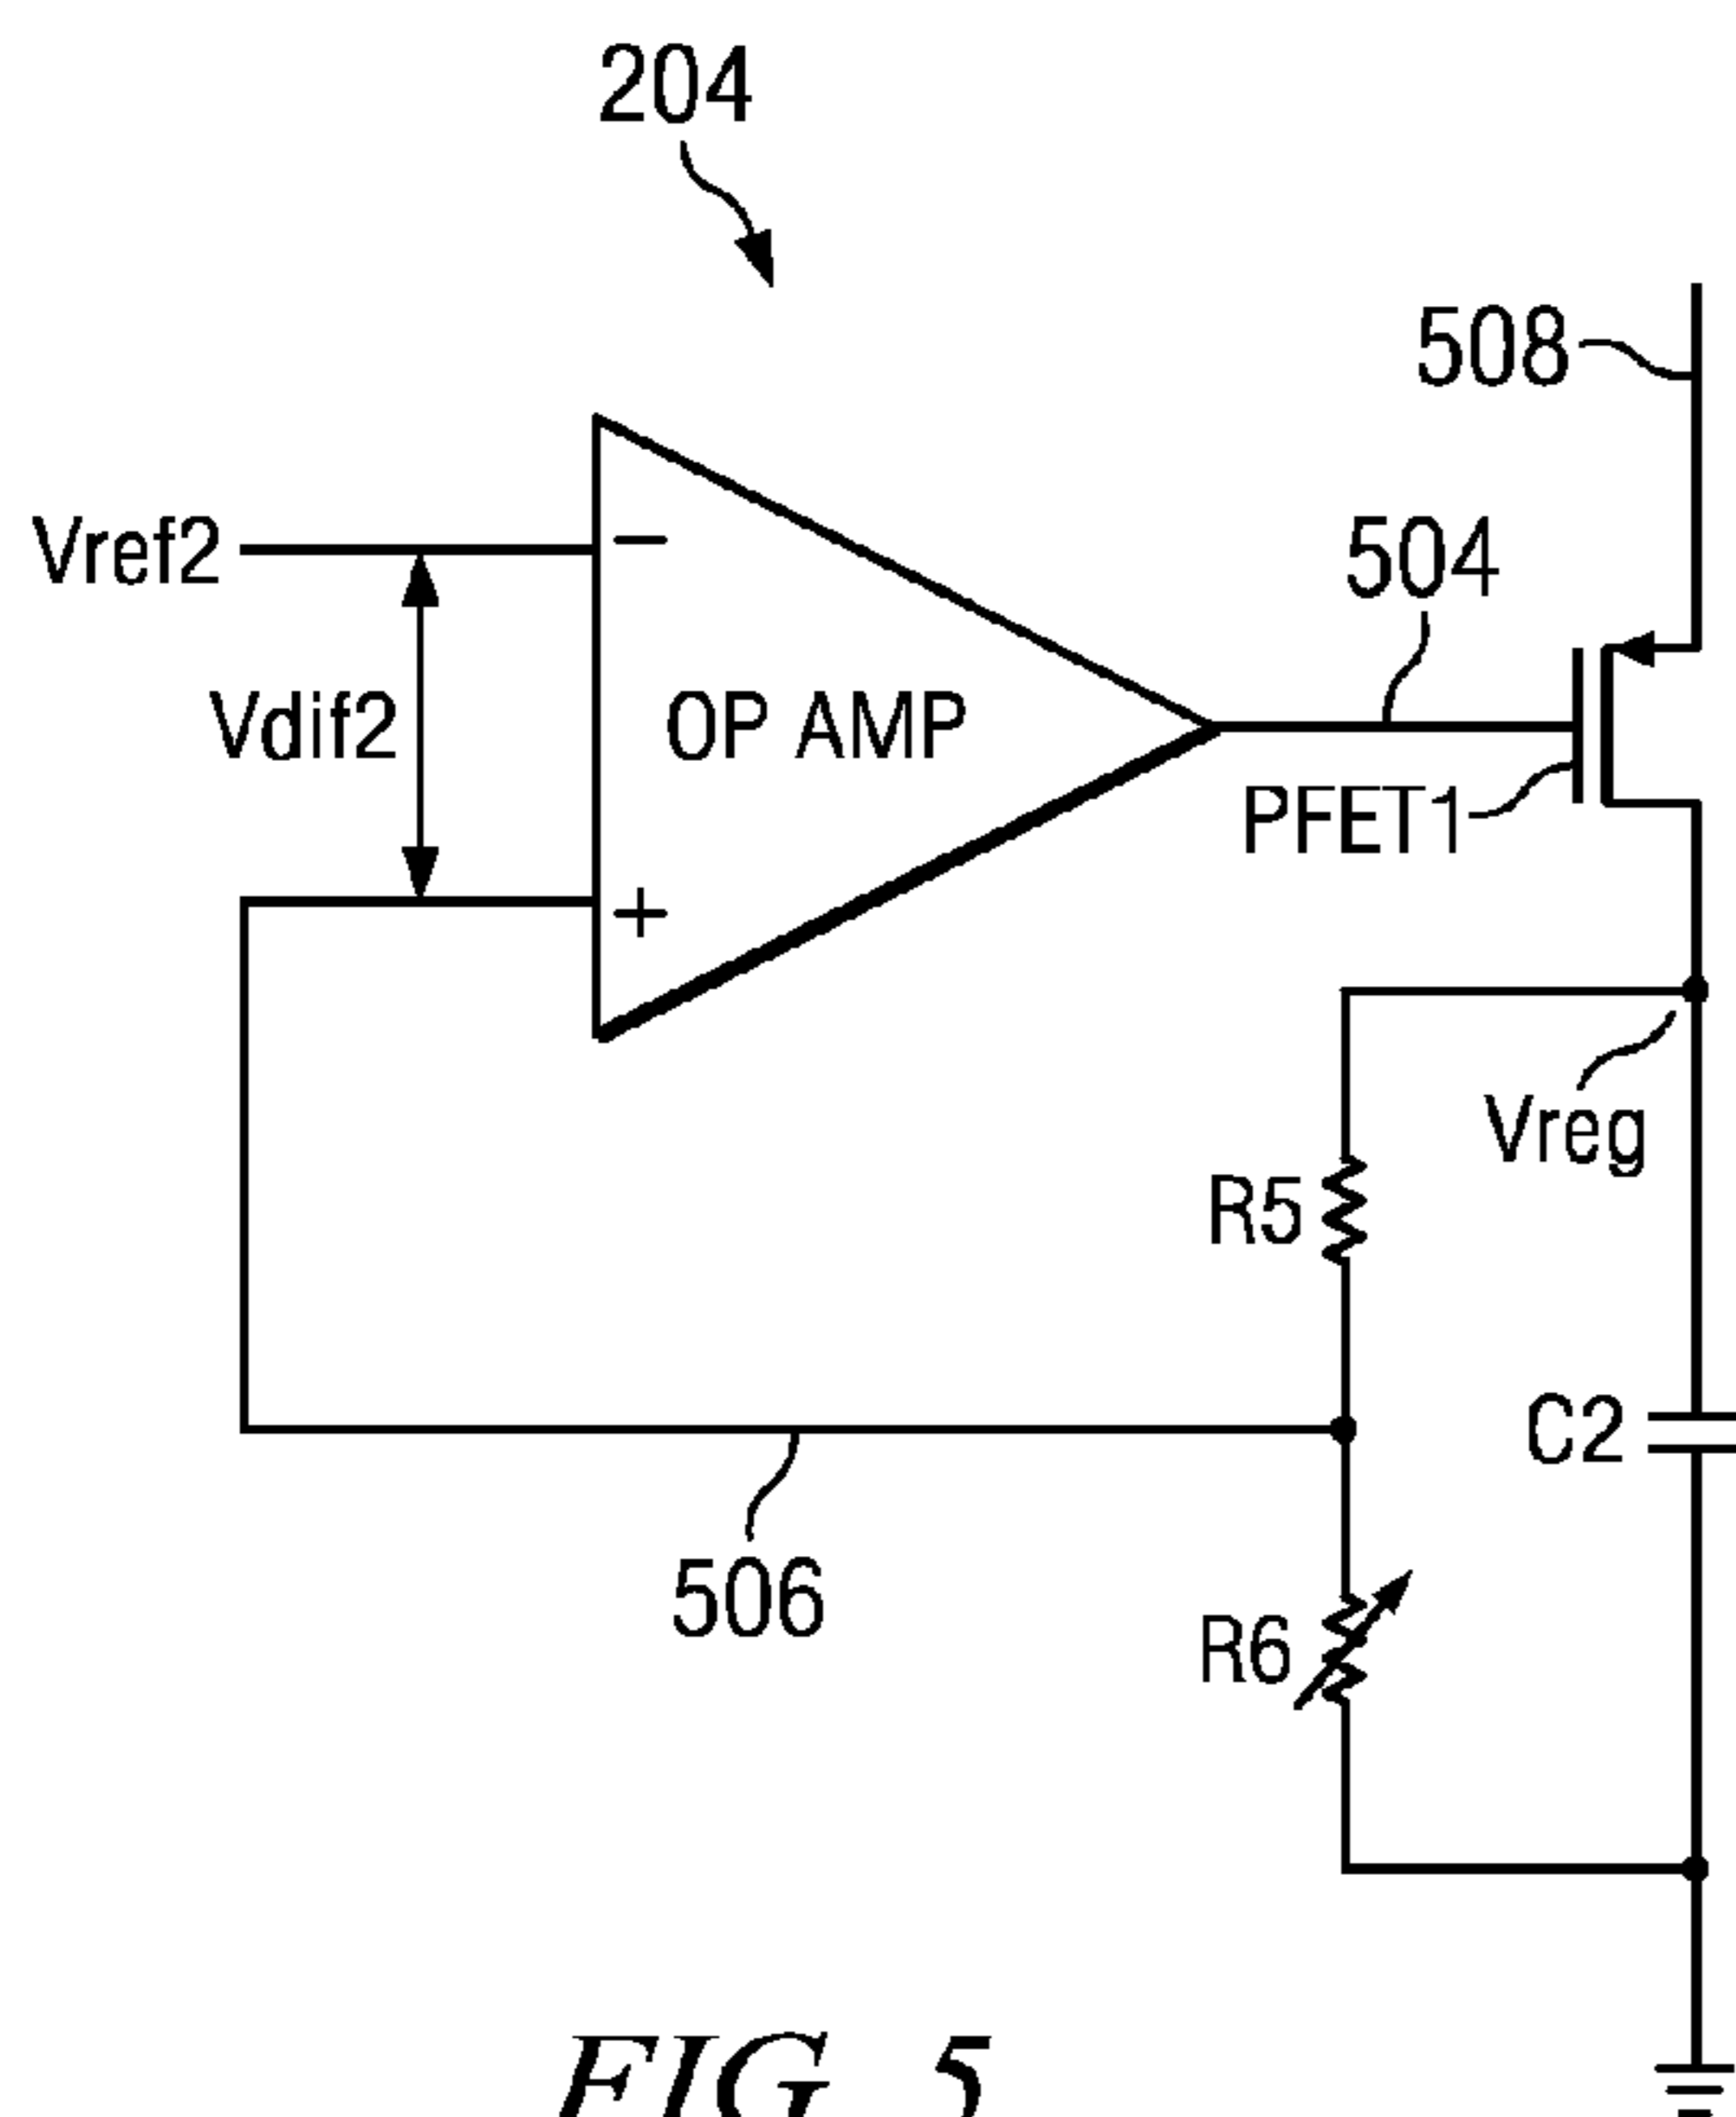 204
508
Vref2
504
Vdif2
OP AMP
PFET1
−
+
Vreg
R5
C2
506
R6
FIG. 5